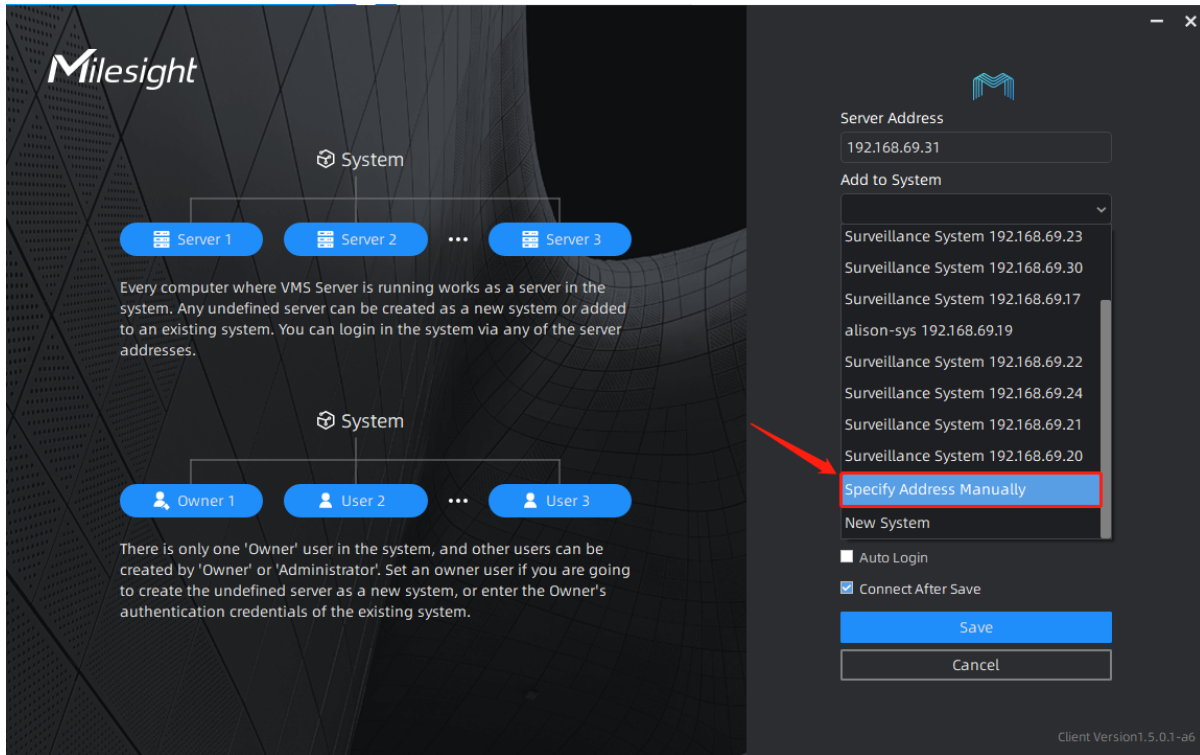 Milesight
System
Server 1
Server 2
•••
Server 3
Every computer where VMS Server is running works as a server in the
system. Any undefined server can be created as a new system or added
to an existing system. You can login in the system via any of the server
addresses.
System
Owner 1
User 2
•••
User 3
There is only one 'Owner' user in the system, and other users can be
created by 'Owner' or 'Administrator'. Set an owner user if you are going
to create the undefined server as a new system, or enter the Owner's
authentication credentials of the existing system.
Server Address
192.168.69.31
Add to System
Surveillance System 192.168.69.23
Surveillance System 192.168.69.30
Surveillance System 192.168.69.17
alison-sys 192.168.69.19
Surveillance System 192.168.69.22
Surveillance System 192.168.69.24
Surveillance System 192.168.69.21
Surveillance System 192.168.69.20
Specify Address Manually
New System
Auto Login
Connect After Save
Save
Cancel
Client Version1.5.0.1-a6